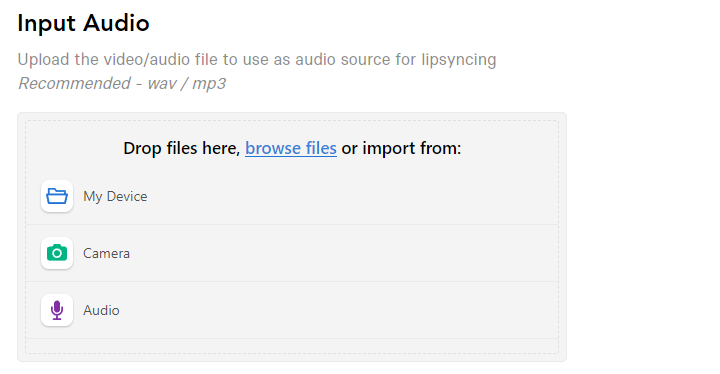 Input Audio
Upload the video/audio file to use as audio source for lipsyncing
Recommended - wav / mp3
Drop files here, browse files or import from:
My Device
Camera
Audio